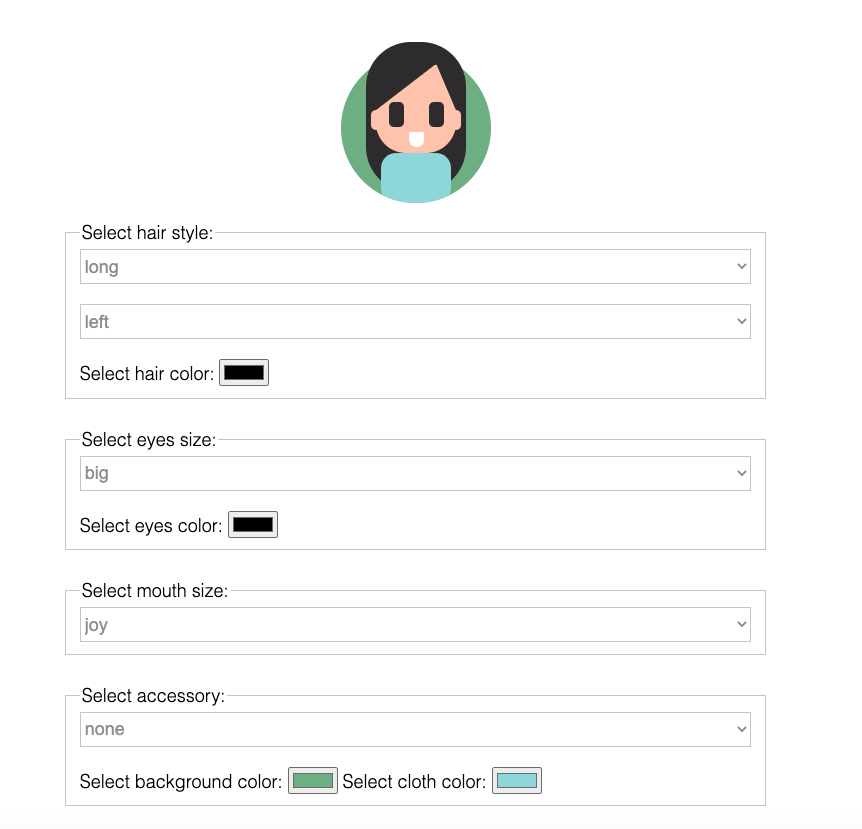 Select hair style:
long
left
Select hair color:
Select eyes size:
big
Select eyes color:
Select mouth size:
joy
Select accessory:
none
Select background color: Select cloth color: